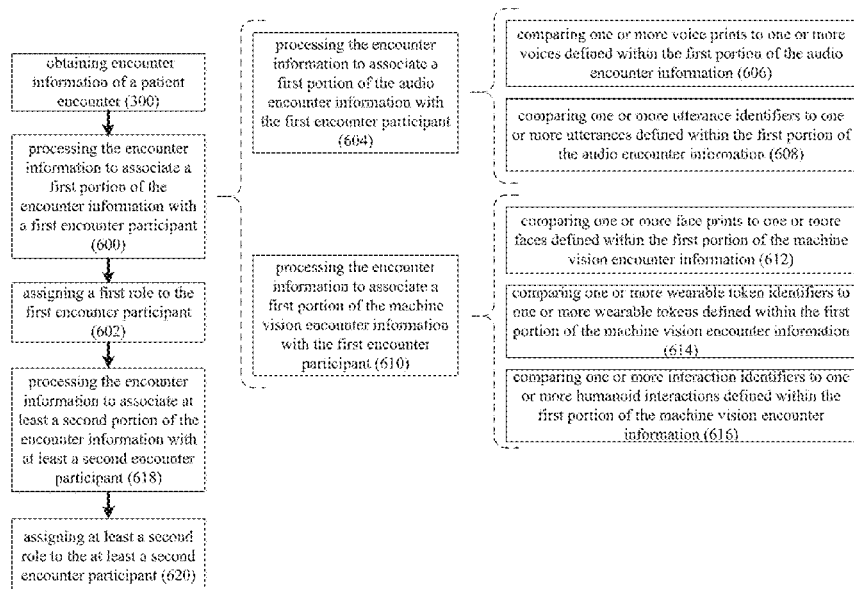 obtaining encounter
information of a patient
encounter (300)
processing the encounter
information to associate a
first portion of the
encounter information with
a first encounter participant
(600)
assigning a first role to the
first encounter participant
(602)
processing the encounter
information to associate at
least a second portion of the
encounter information with
at least a second encounter
participant (618)
assigning at least a second
role to the at least a second
encounter participant (620)
processing the encounter
information to associate a
first portion of the audio
encounter information with
the first encounter participant
(604)
processing the encounter
information to associate a
first portion of the machine
vision encounter information
with the first encounter
participant (610)
comparing one or more voice prints to one or more
voices defined within the first portion of the audio
encounter information (606)
comparing one or more utterance identifiers to one
or more utterances defined within the first portion of
the audio encounter information (608)
comparing one or more face prints to one or more
faces defined within the first portion of the machine
vision encounter information (612)
comparing one or more wearable token identifiers to
one or more wearable tokens defined within the first
portion of the machine vision encounter information
(614)
comparing one or more interaction identifiers to one
or more humanoid interactions defined within the
first portion of the machine vision encounter
information (616)